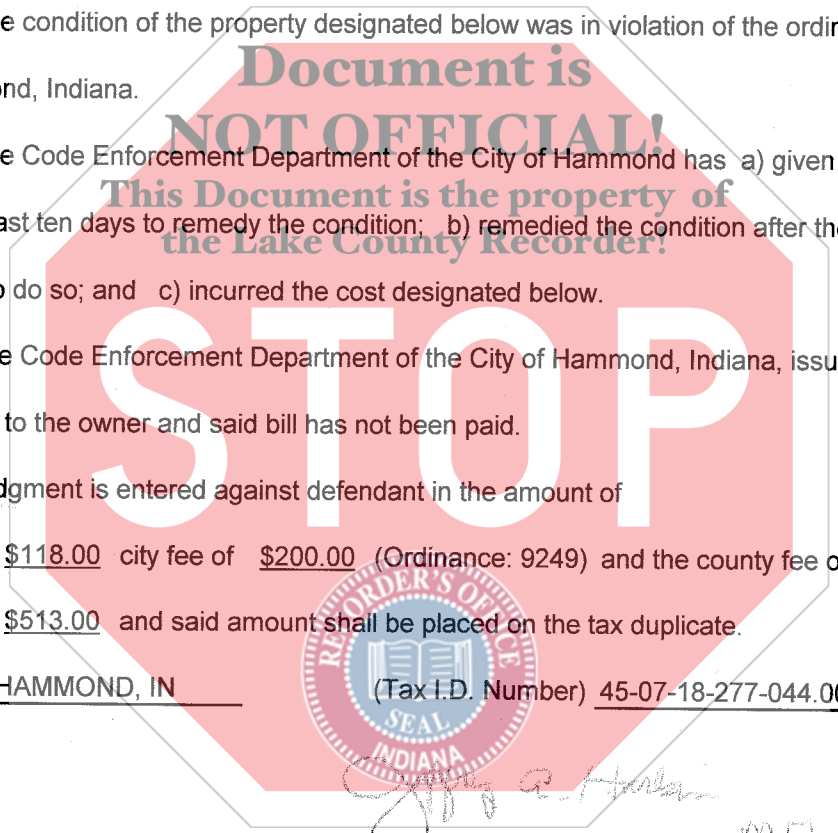 e condition of the property designated below was in violation of the ordin
Document is
nd, Indiana.
NOT OFFICIAL!
e Code Enforcement Department of the City of Hammond has a) given
This Document is the property of
ast ten days to remedy the condition; b) remedied the condition after the
the Lake County Recorder!
o do so; and c) incurred the cost designated below.
STOP
e Code Enforcement Department of the City of Hammond, Indiana, issu
to the owner and said bill has not been paid.
dgment is entered against defendant in the amount of
$118.00 city fee of $200.00 (Ordinance: 9249) and the county fee o
$513.00 and said amount shall be placed on the tax duplicate.
HAMMOND, IN (Tax I.D. Number) 45-07-18-277-044.00
RECORDER'S OFFICE
SEAL
INDIANA